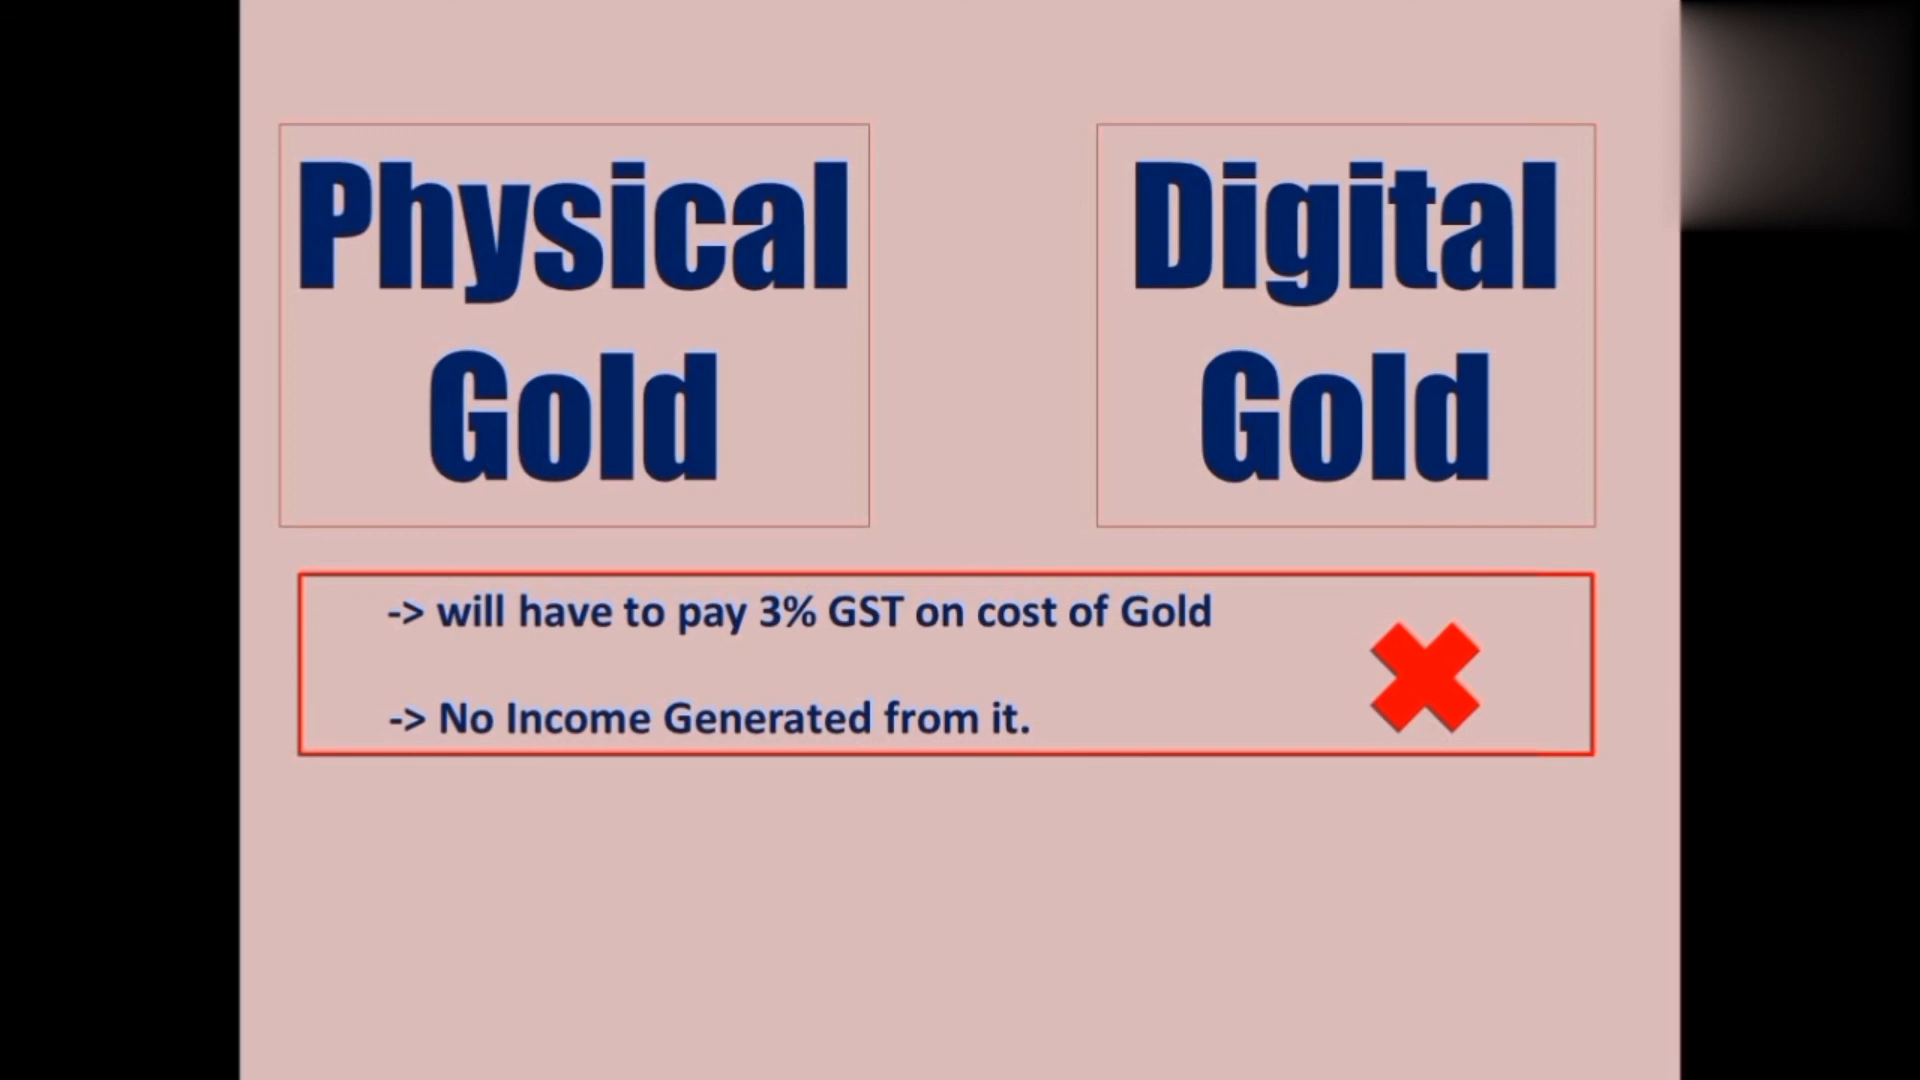 Physical
Gold
Digital
Gold
-> will have to pay 3% GST on cost of Gold
-> No Income Generated from it.